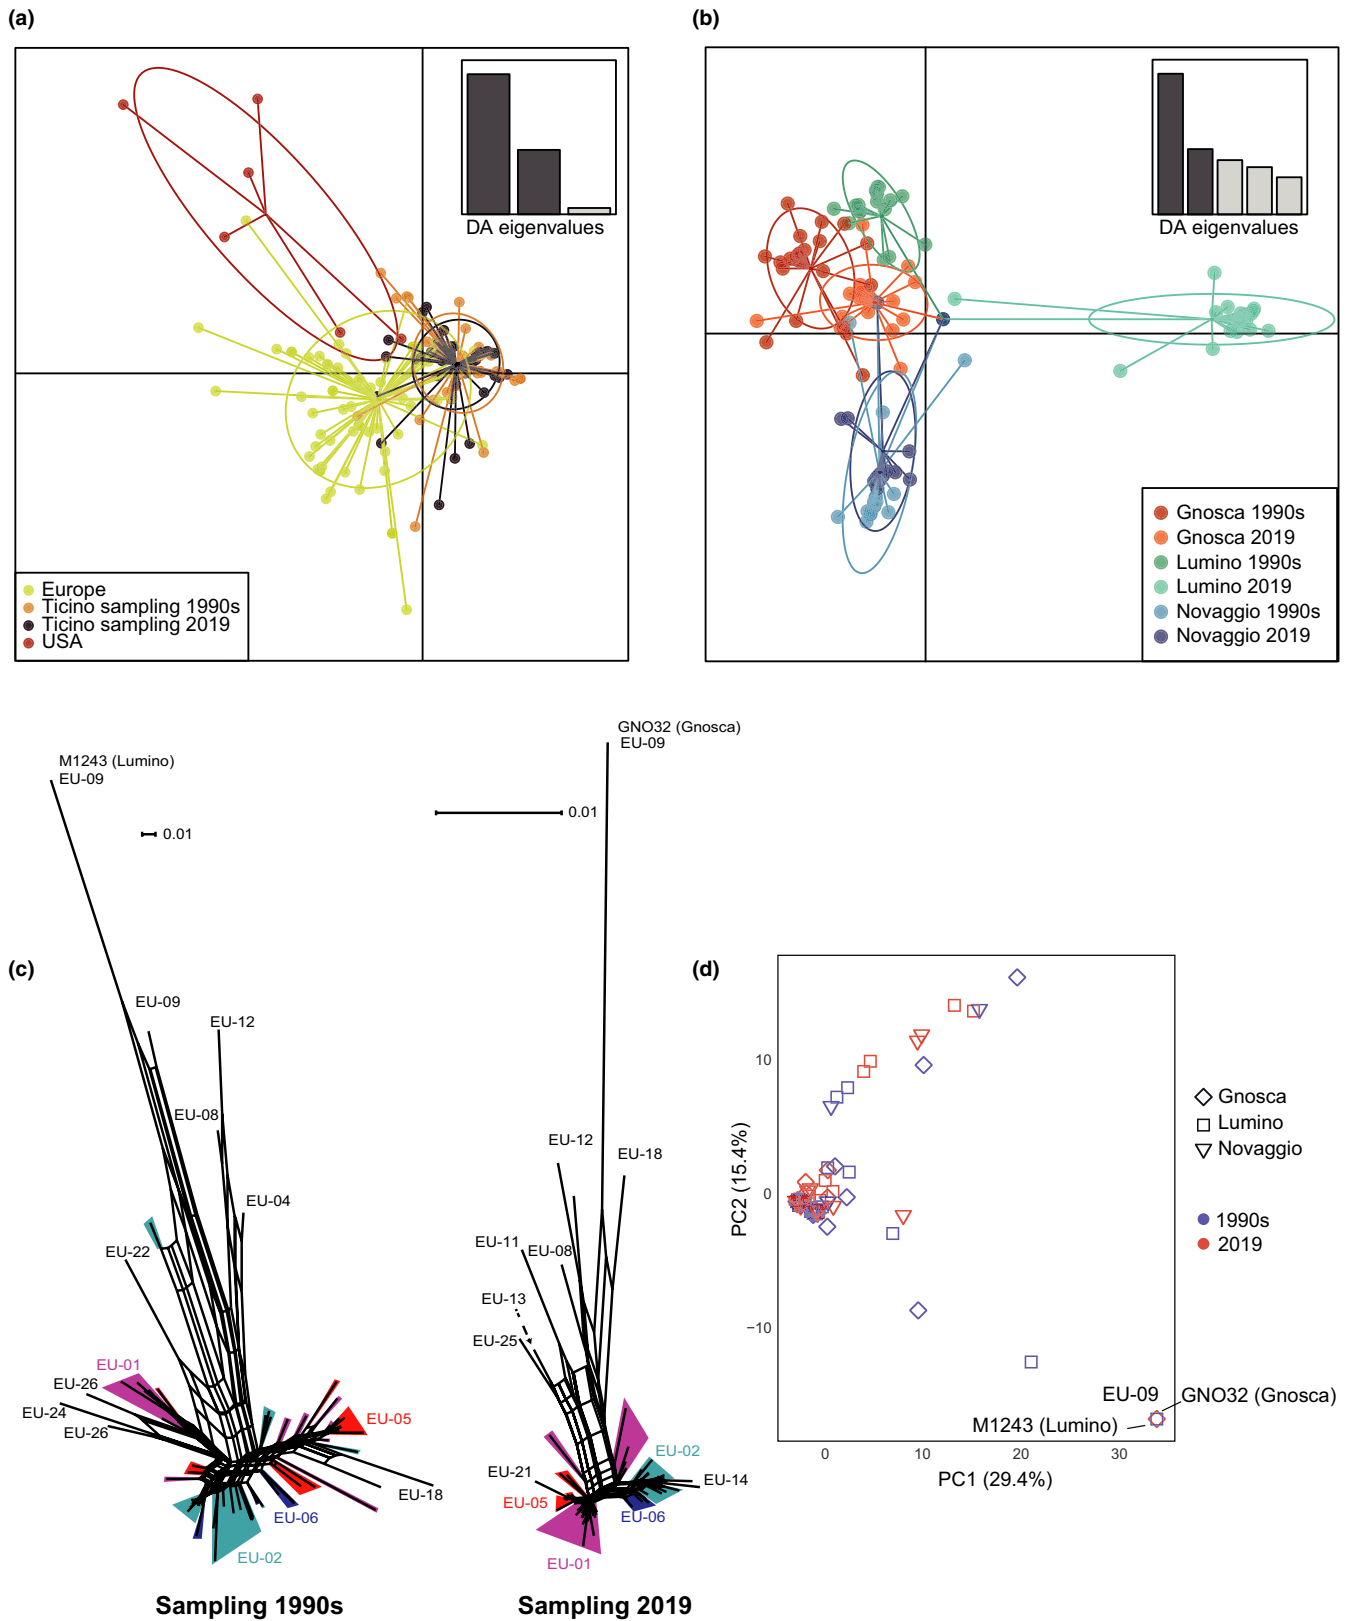 (a)
DA eigenvalues
Europe
Ticino sampling 1990s
Ticino sampling 2019
USA
(b)
DA eigenvalues
Gnosca 1990s
Gnosca 2019
Lumino 1990s
Lumino 2019
Novaggio 1990s
Novaggio 2019
(c)
M1243 (Lumino)
EU-09
0.01
EU-09
EU-12
EU-08
EU-04
EU-22
EU-01
EU-26
EU-24
EU-26
EU-05
EU-18
EU-06
EU-02
Sampling 1990s
GNO32 (Gnosca)
EU-09
0.01
EU-12
EU-18
EU-11
EU-08
EU-13
EU-25
EU-02
EU-21
EU-14
EU-05
EU-06
EU-01
Sampling 2019
(d)
PC2 (15.4%)
10
0
−10
0
10
20
30
PC1 (29.4%)
EU-09
GNO32 (Gnosca)
M1243 (Lumino)
Gnosca
Lumino
Novaggio
1990s
2019